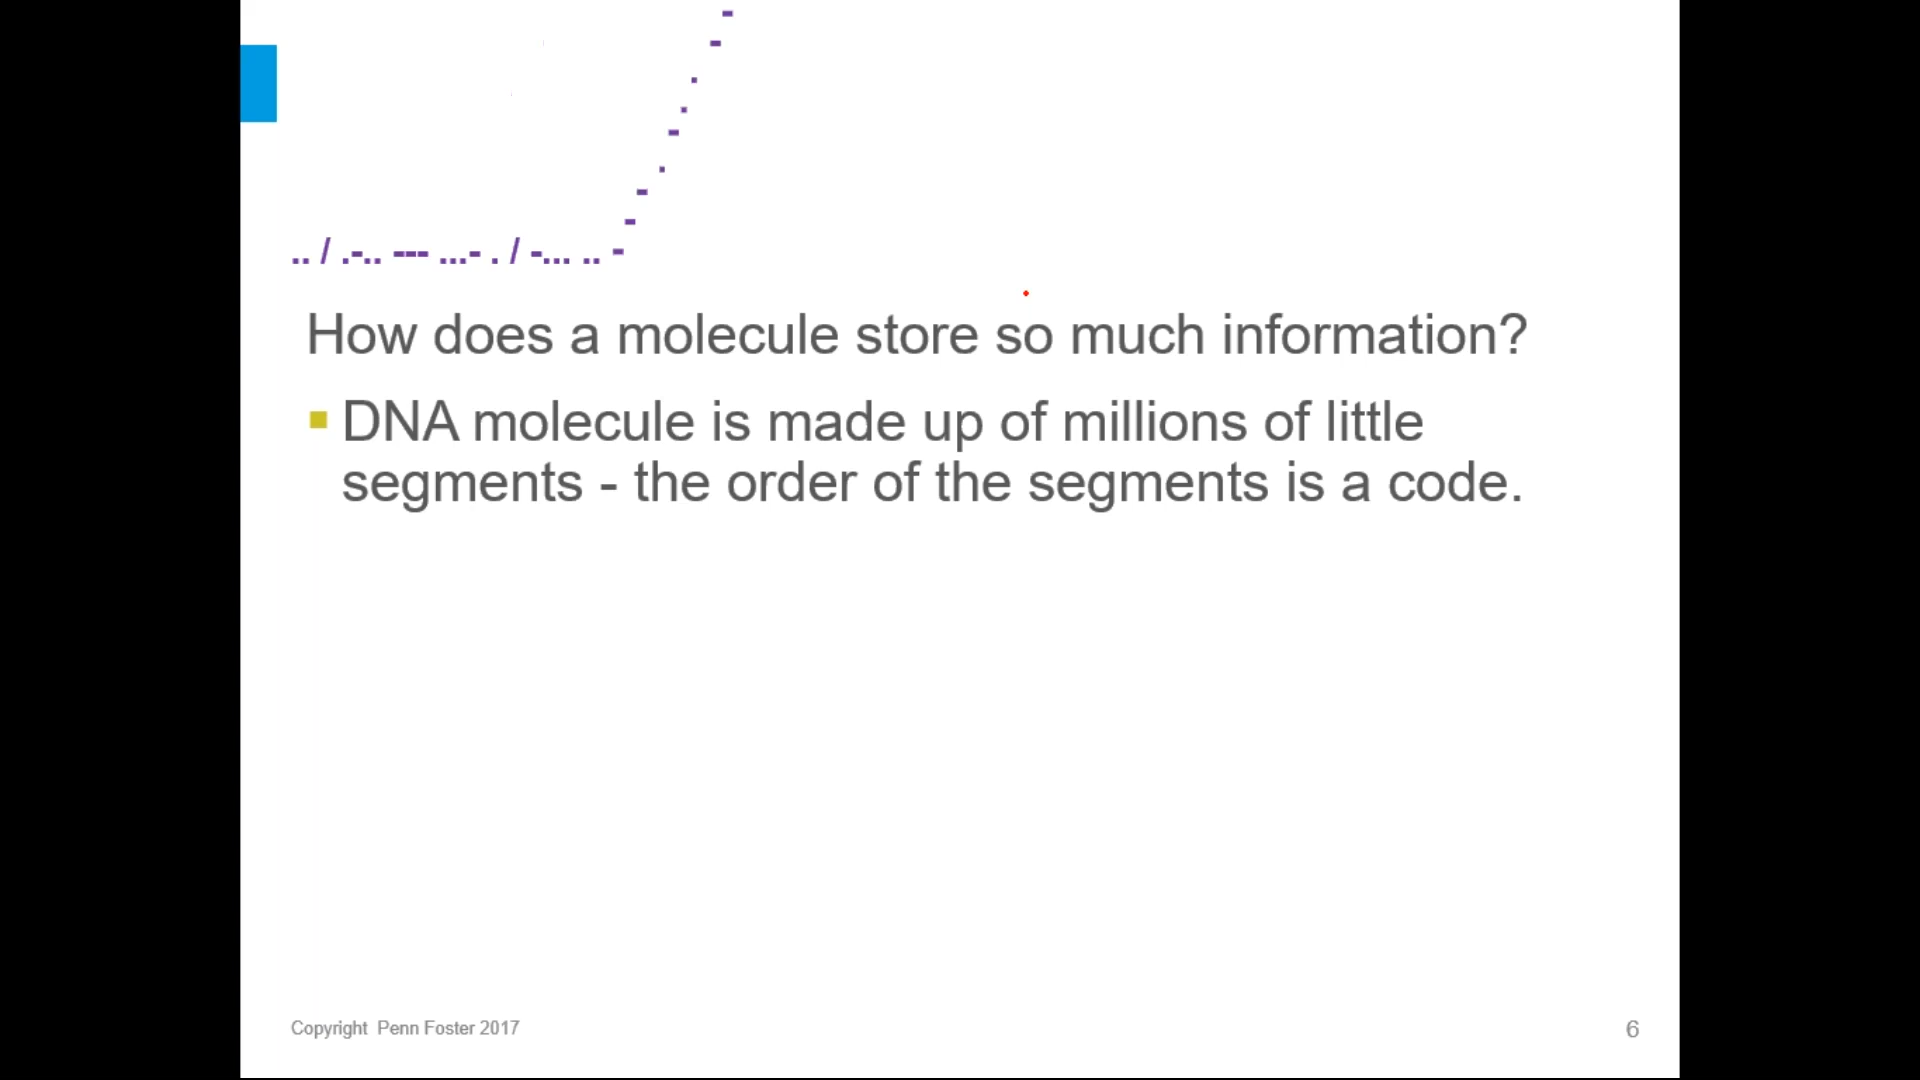 .. / .-.. --- ...- . / -... .. - - - . - . . - -
How does a molecule store so much information?
DNA molecule is made up of millions of little
segments - the order of the segments is a code.
Copyright Penn Foster 2017
6